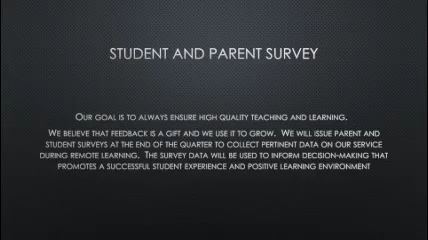 STUDENT AND PARENT SURVEY
OUR GOAL IS TO ALWAYS ENSURE HIGH QUALITY TEACHING AND LEARNING.
WE BELIEVE THAT FEEDBACK IS A GIFT AND WE USE IT TO GROW. WE WILL ISSUE PARENT AND
STUDENT SURVEYS AT THE END OF THE QUARTER TO COLLECT PERTINENT DATA ON OUR SERVICE
DURING REMOTE LEARNING. THE SURVEY DATA WILL BE USED TO INFORM DECISION-MAKING THAT
PROMOTES A SUCCESSFUL STUDENT EXPERIENCE AND POSITIVE LEARNING ENVIRONMENT